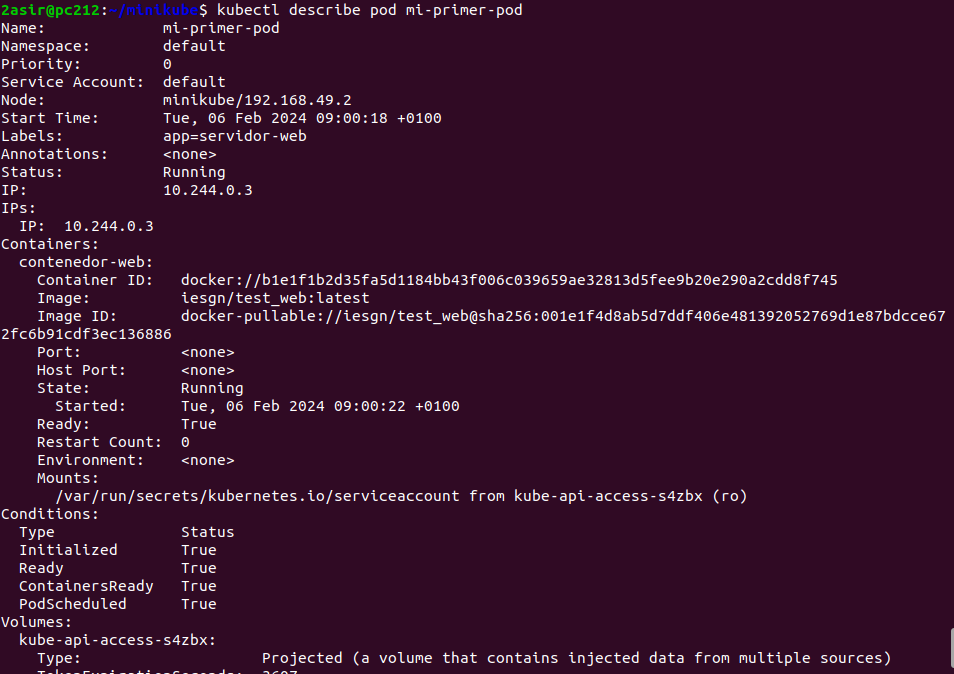 2asir@pc212:~/minikube$ kubectl describe pod mi-primer-pod
Name:             mi-primer-pod
Namespace:        default
Priority:         0
Service Account:  default
Node:             minikube/192.168.49.2
Start Time:       Tue, 06 Feb 2024 09:00:18 +0100
Labels:           app=servidor-web
Annotations:      <none>
Status:           Running
IP:               10.244.0.3
IPs:
  IP:  10.244.0.3
Containers:
  contenedor-web:
    Container ID:   docker://b1e1f1b2d35fa5d1184bb43f006c039659ae32813d5fee9b20e290a2cdd8f745
    Image:          iesgn/test_web:latest
    Image ID:       docker-pullable://iesgn/test_web@sha256:001e1f4d8ab5d7ddf406e481392052769d1e87bdcce67
2fc6b91cdf3ec136886
    Port:           <none>
    Host Port:      <none>
    State:          Running
      Started:      Tue, 06 Feb 2024 09:00:22 +0100
    Ready:          True
    Restart Count:  0
    Environment:    <none>
    Mounts:
      /var/run/secrets/kubernetes.io/serviceaccount from kube-api-access-s4zbx (ro)
Conditions:
  Type              Status
  Initialized       True
  Ready             True
  ContainersReady   True
  PodScheduled      True
Volumes:
  kube-api-access-s4zbx:
    Type:                    Projected (a volume that contains injected data from multiple sources)
    TokenExpirationSeconds:  3607